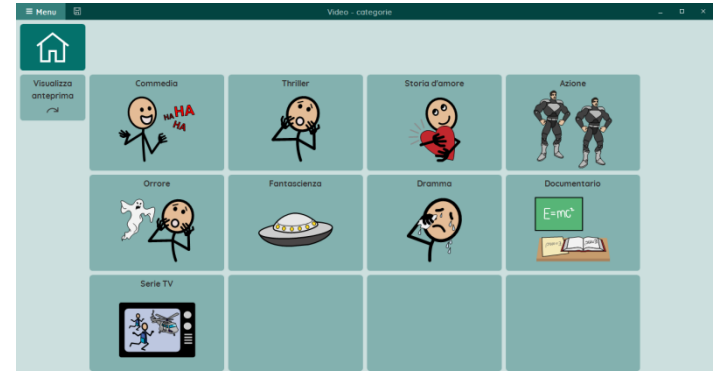 Menu
Video - categorie
Visualizza
anteprima
Commedia
HA HA
HA
Thriller
Storia d'amore
Azione
Orrore
Fantascienza
Dramma
Documentario
E=mc²
Serie TV